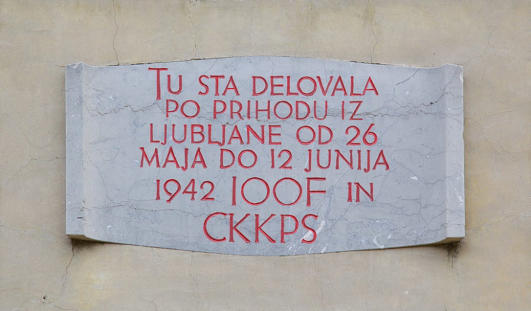 TU STA DELOVALA
PO PRIHODU IZ
LJUBLJANE OD 26
MAJA DO 12 JUNIJA
1942 IOOF IN
CKKPS